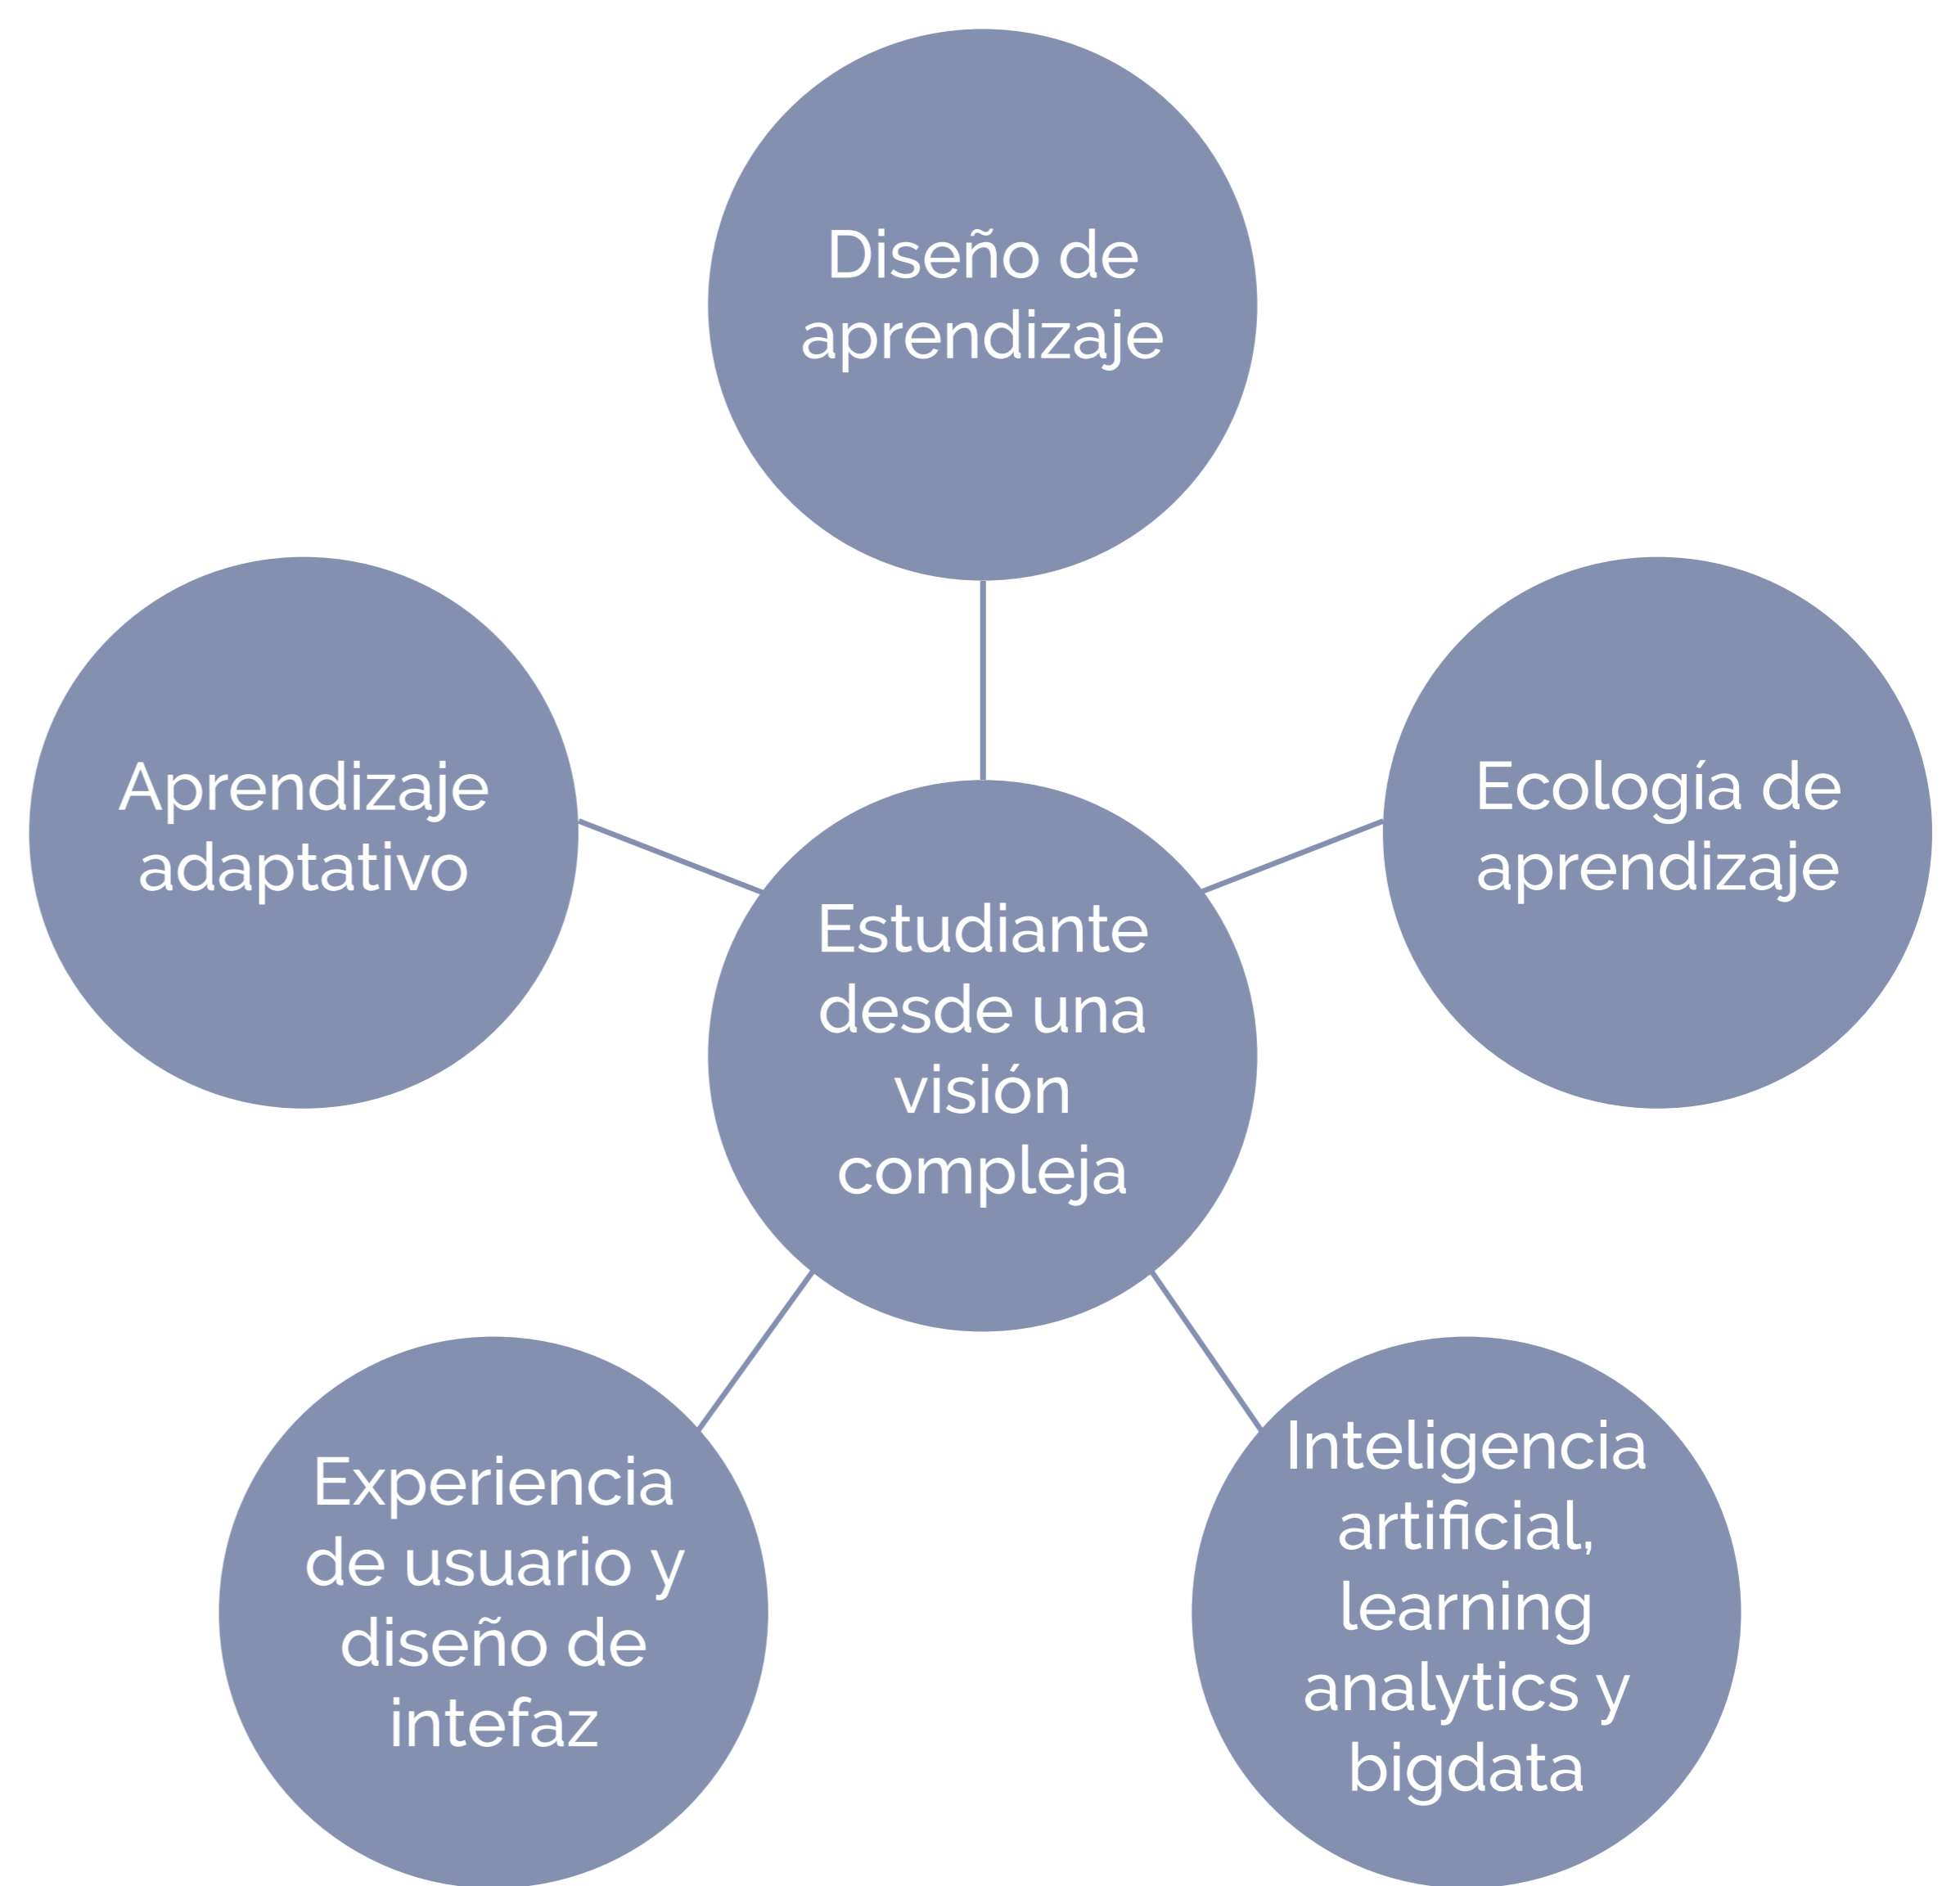 Diseño de
aprendizaje
Aprendizaje
adaptativo
Ecología de
aprendizaje
Estudiante
desde una
visión
compleja
Experiencia
de usuario y
diseño de
intefaz
Inteligencia
artificial,
learning
analytics y
bigdata